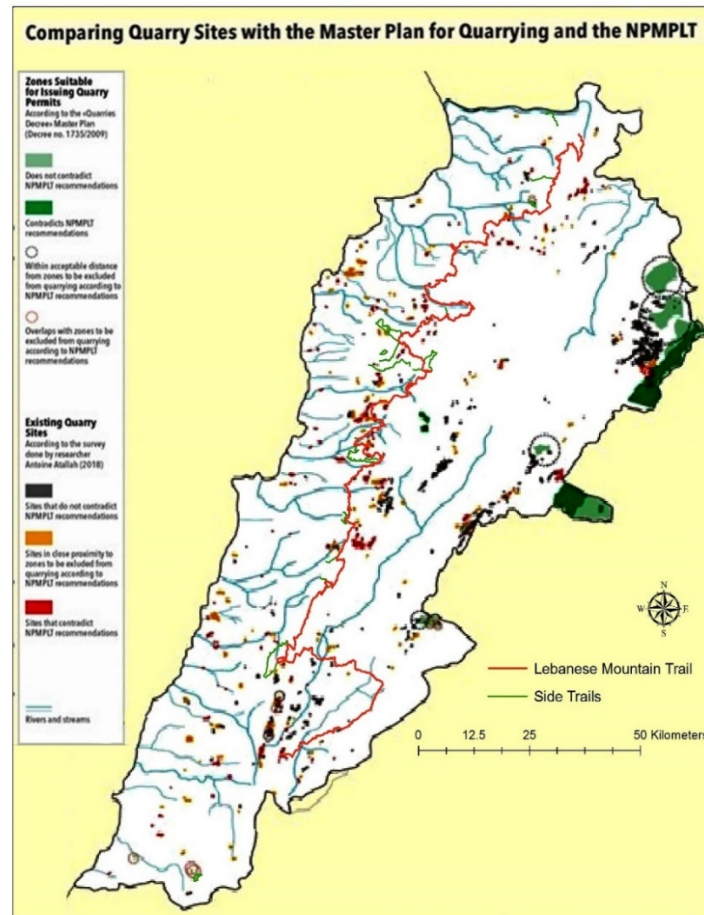 Comparing Quarry Sites with the Master Plan for Quarrying and the NPMPLT
Zones Suitable
for Issuing Quarry
Permits
According to the «Quarries
Decree» Master Plan
(Decree no. 1735/2009)
Does not contradict
NPMPLT recommendations
Contradicts NPMPLT
recommendations
Within acceptable distance
from zones to be excluded
from quarrying according to
NPMPLT recommendations
Overlaps with zones to be
excluded from quarrying
according to NPMPLT
recommendations
Existing Quarry
Sites
According to the survey
done by researcher
Antoine Atallah (2018)
Sites that do not contradict
NPMPLT recommendations
Sites in close proximity to
zones to be exluded from
quarrying according to
NPMPLT recommendations
Sites that contradict
NPMPLT recommendations
Rivers and streams
N
W E
S
Lebanese Mountain Trail
Side Trails
0 12.5 25 50 Kilometers